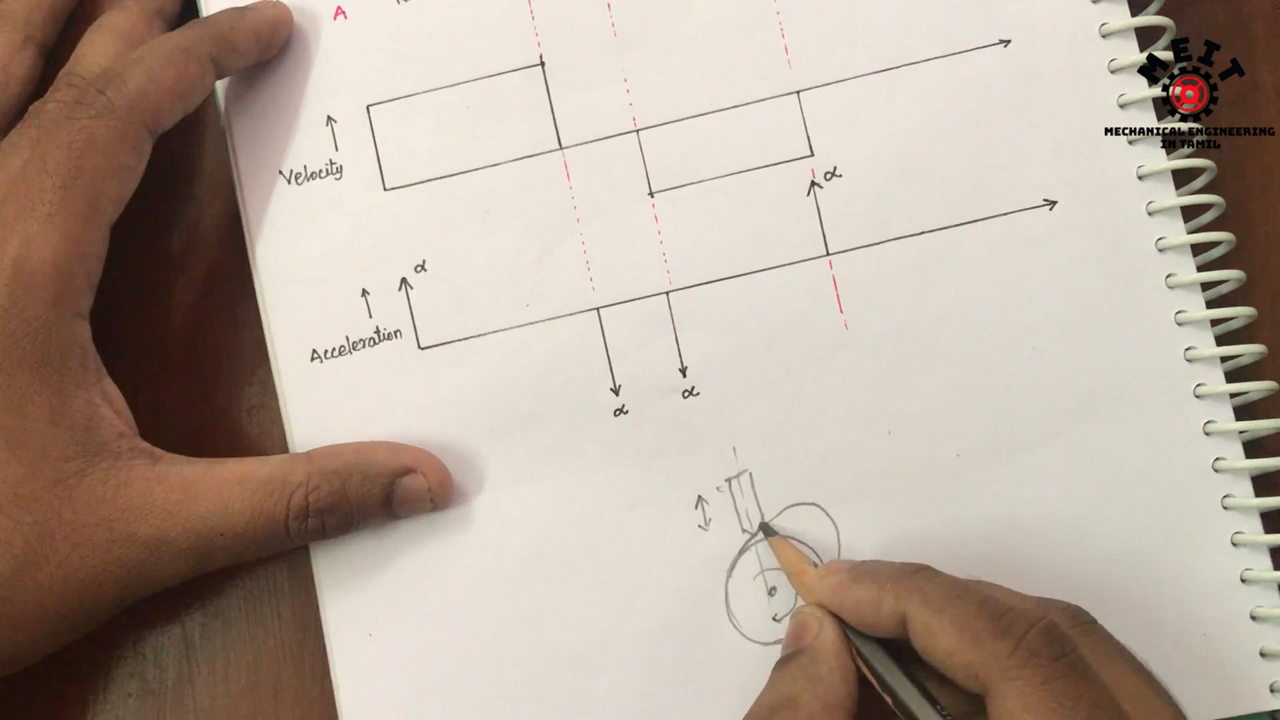 A
Velocity
α
α
Acceleration
α
α
MEIT
MECHANICAL ENGINEERING
IN TAMIL